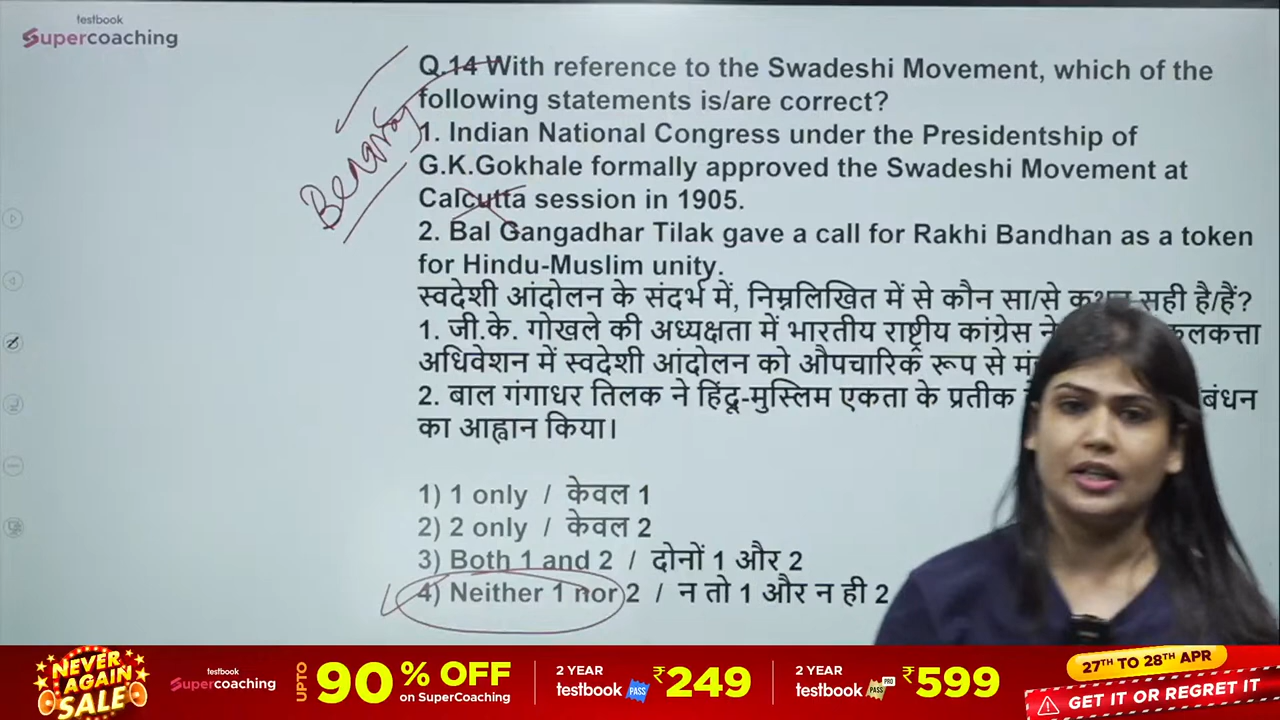 testbook
Supercoaching
Q.14 With reference to the Swadeshi Movement, which of the
following statements is/are correct?
1. Indian National Congress under the Presidentship of
G.K.Gokhale formally approved the Swadeshi Movement at
Calcutta session in 1905.
2. Bal Gangadhar Tilak gave a call for Rakhi Bandhan as a token
for Hindu-Muslim unity.
स्वदेशी आंदोलन के संदर्भ में, निम्नलिखित में से कौन सा/से कथन सही है/हैं?
1. जी.के. गोखले की अध्यक्षता में भारतीय राष्ट्रीय कांग्रेस ने कलकत्ता
अधिवेशन में स्वदेशी आंदोलन को औपचारिक रूप से
2. बाल गंगाधर तिलक ने हिंदू-मुस्लिम एकता के प्रतीक बंधन
का आह्वान किया।
1) 1 only / केवल 1
2) 2 only / केवल 2
3) Both 1 and 2 / दोनों 1 और 2
4) Neither 1 nor 2 / न तो 1 और न ही 2
NEVER AGAIN SALE
testbook
Supercoaching
UPTO 90% OFF
on SuperCoaching
2 YEAR
testbook PASS ₹249
2 YEAR
testbook PASS PRO ₹599
27TH TO 28TH APR
GET IT OR REGRET IT